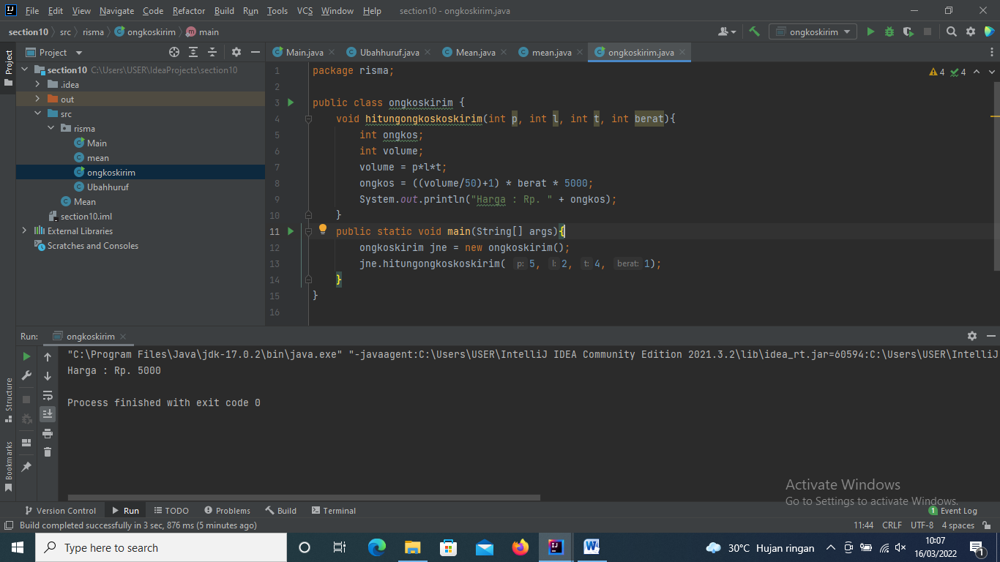 File Edit View Navigate Code Refactor Build Run Tools VCS Window Help section10 - ongkoskirim.java
section10 src risma ongkoskirim main ongkoskirim
Project Main.java Ubahhuruf.java Mean.java mean.java ongkoskirim.java
Project
section10 C:\Users\USER\IdeaProjects\section10
.idea
out
src
risma
Main
mean
ongkoskirim
Ubahhuruf
Mean
section10.iml
External Libraries
Scratches and Consoles
4 4
1 package risma;
2
3 public class ongkoskirim {
4 void hitungongkoskoskirim(int p, int l, int t, int berat){
5 int ongkos;
6 int volume;
7 volume = p*l*t;
8 ongkos = ((volume/50)+1) * berat * 5000;
9 System.out.println("Harga : Rp. " + ongkos);
10 }
11 public static void main(String[] args){
12 ongkoskirim jne = new ongkoskirim();
13 jne.hitungongkoskoskirim( p: 5, l: 2, t: 4, berat: 1);
14 }
15 }
16
Run: ongkoskirim
"C:\Program Files\Java\jdk-17.0.2\bin\java.exe" "-javaagent:C:\Users\USER\IntelliJ IDEA Community Edition 2021.3.2\lib\idea_rt.jar=60594:C:\Users\USER\IntelliJ
Harga : Rp. 5000
Process finished with exit code 0
Structure
Bookmarks
Activate Windows
Go to Settings to activate Windows.
Version Control Run TODO Problems Build Terminal 1 Event Log
Build completed successfully in 3 sec, 876 ms (5 minutes ago) 11:44 CRLF UTF-8 4 spaces
Type here to search 30°C Hujan ringan 10:07
16/03/2022 1